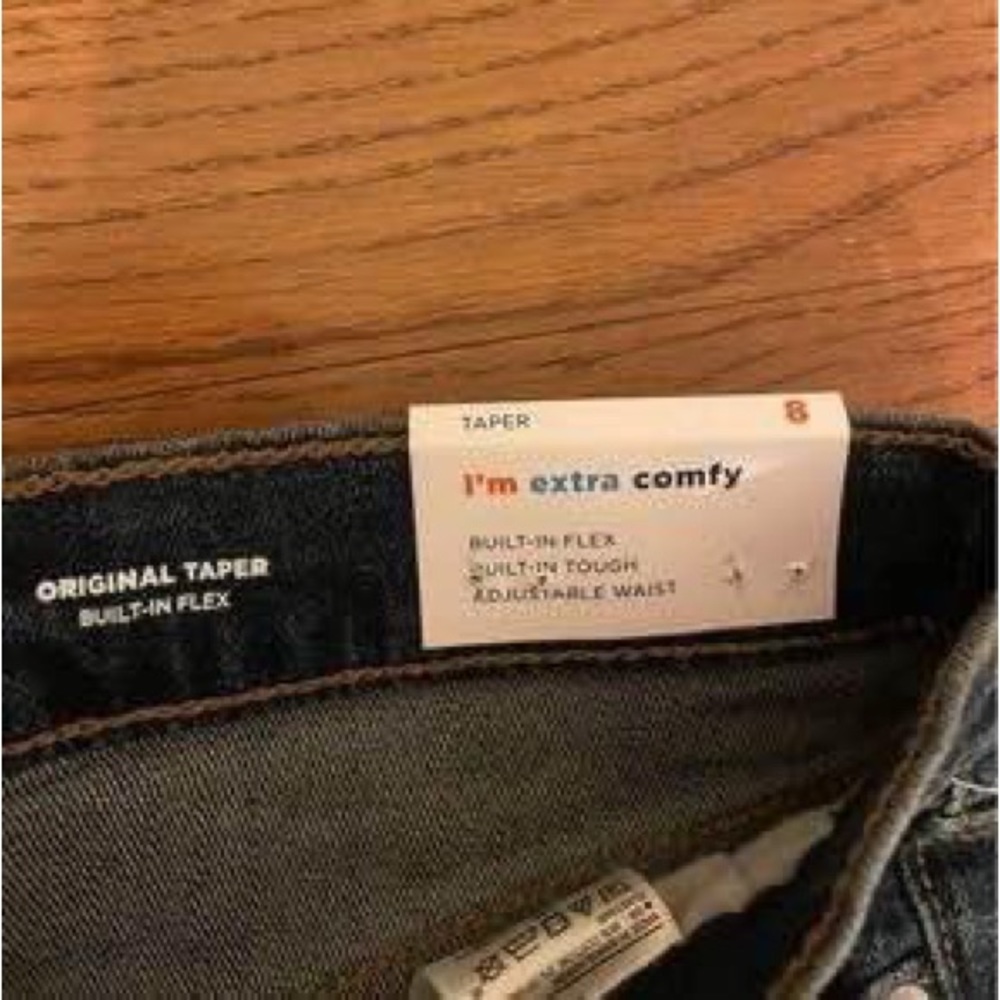 TAPER 8
I'm extra comfy
BUILT-IN FLEX
BUILT-IN TOUGH
ADJUSTABLE WAIST
ORIGINAL TAPER
BUILT-IN FLEX